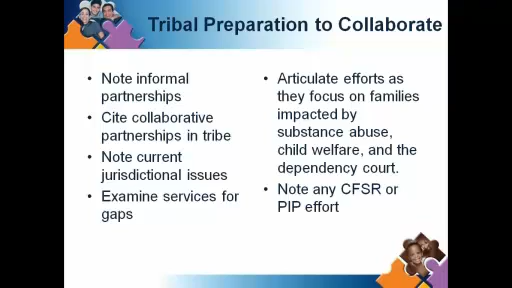 Tribal Preparation to Collaborate
• Note informal
partnerships
• Cite collaborative
partnerships in tribe
• Note current
jurisdictional issues
• Examine services for
gaps
• Articulate efforts as
they focus on families
impacted by
substance abuse,
child welfare, and the
dependency court.
• Note any CFSR or
PIP effort